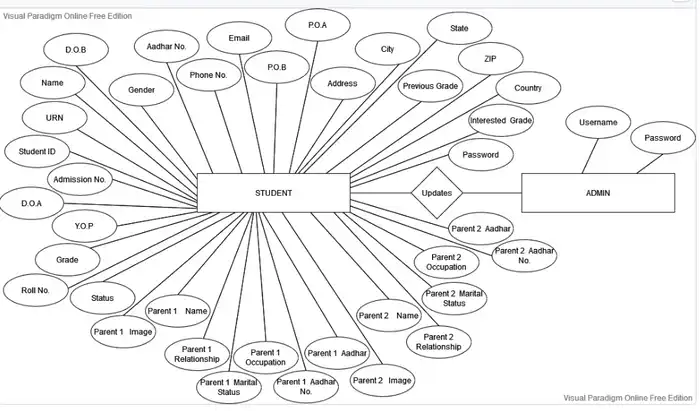 Visual Paradigm Online Free Edition
P.O.A
State
Email
D.O.B
Aadhar No.
City
ZIP
P.O.B
Phone No.
Name
Gender
Address
Previous Grade
Country
URN
Interested Grade
Username
Password
Student ID
Password
Admission No.
STUDENT
Updates
ADMIN
D.O.A
Y.O.P
Parent 2 Aadhar
Parent 2 Aadhar
No.
Grade
Parent 2
Occupation
Roll No.
Status
Parent 2 Marital
Status
Parent 1 Name
Parent 2 Name
Parent 1 Image
Parent 2
Relationship
Parent 1
Relationship
Parent 1
Occupation
Parent 1 Aadhar
Parent 1 Marital
Status
Parent 1 Aadhar
No.
Parent 2 Image
Visual Paradigm Online Free Edition